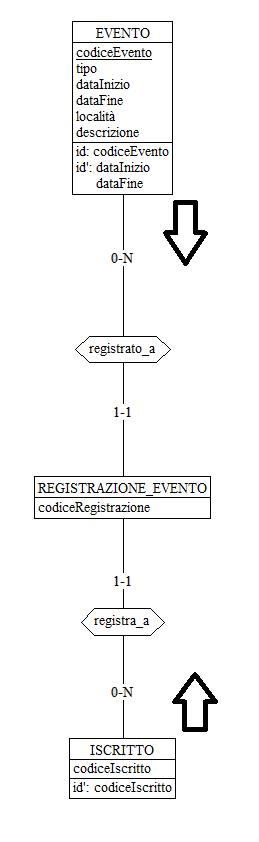 EVENTO
codiceEvento
tipo
dataInizio
dataFine
località
descrizione
id: codiceEvento
id': dataInizio
dataFine
0-N
registrato_a
1-1
REGISTRAZIONE_EVENTO
codiceRegistrazione
1-1
registra_a
0-N
ISCRITTO
codiceIscritto
id': codiceIscritto